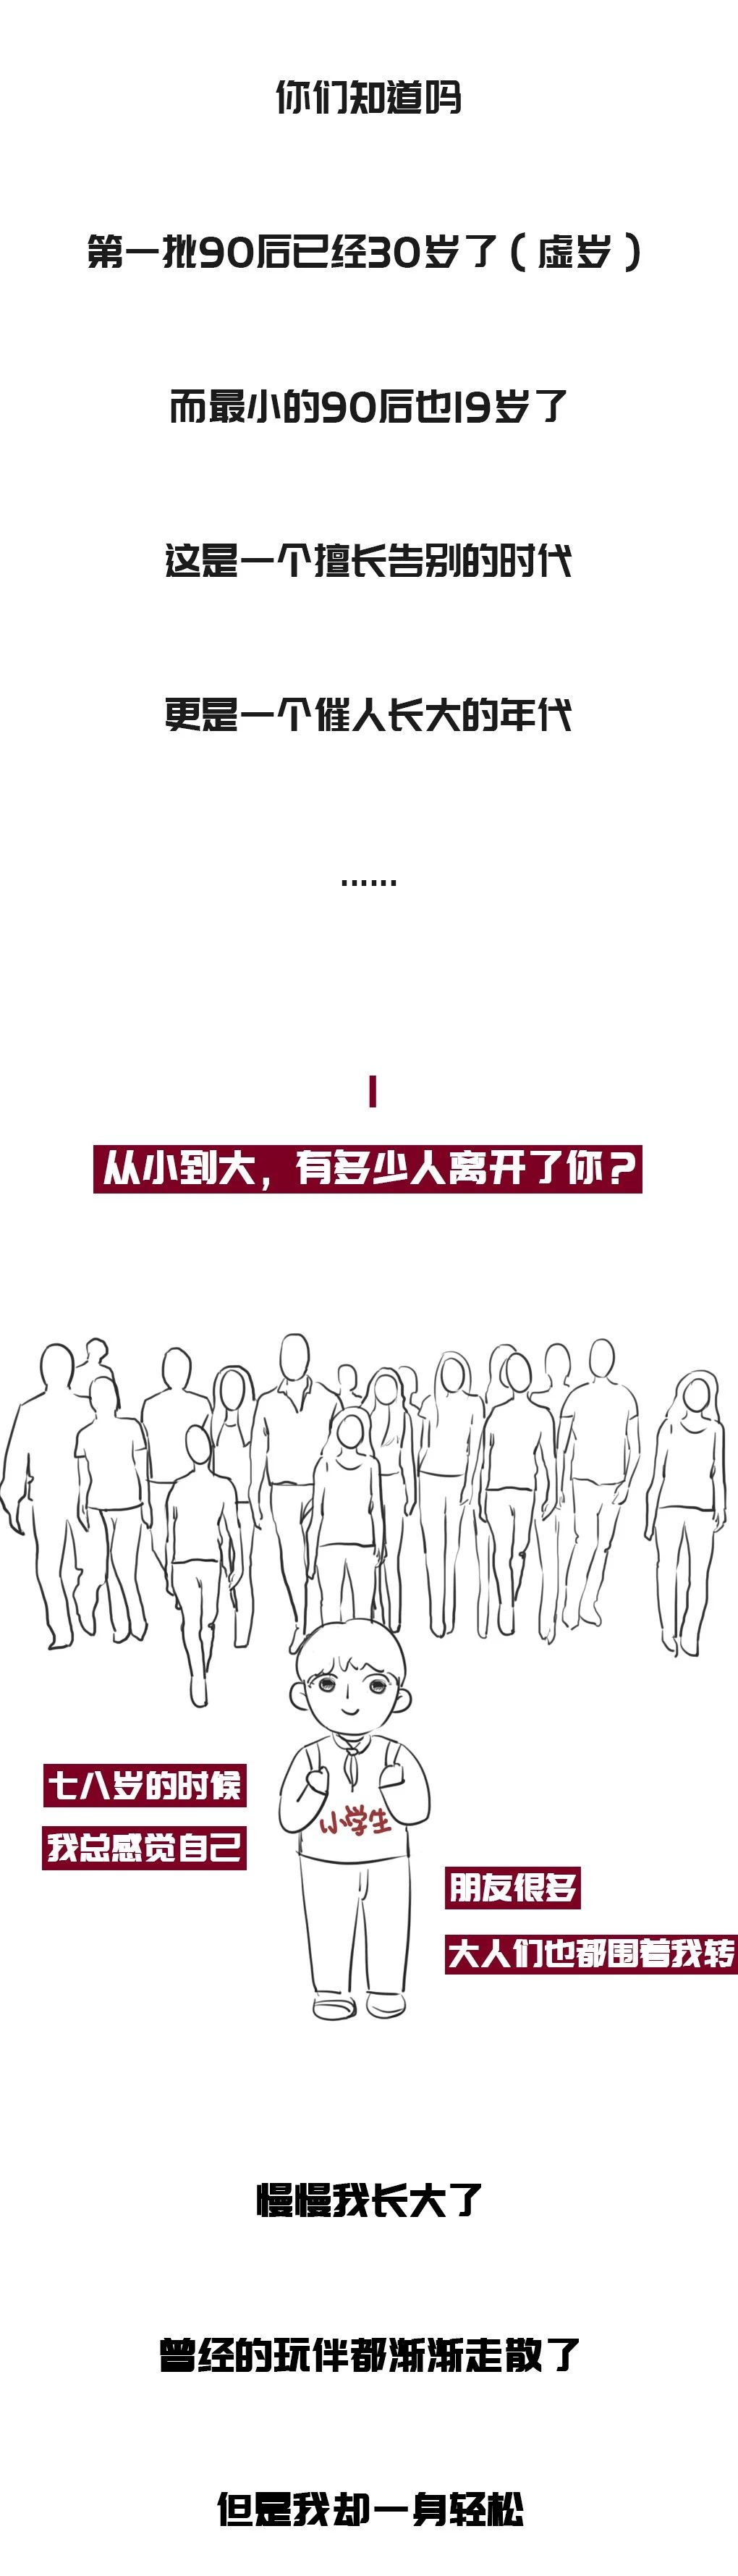 你们知道吗
第一批90后已经30岁了（虚岁）
而最小的90后也19岁了
这是一个擅长告别的时代
更是一个催人长大的年代
……
1
从小到大，有多少人离开了你？
小学生
七八岁的时候
我总感觉自己
朋友很多
大人们也都围着我转
慢慢我长大了
曾经的玩伴都渐渐走散了
但是我却一身轻松